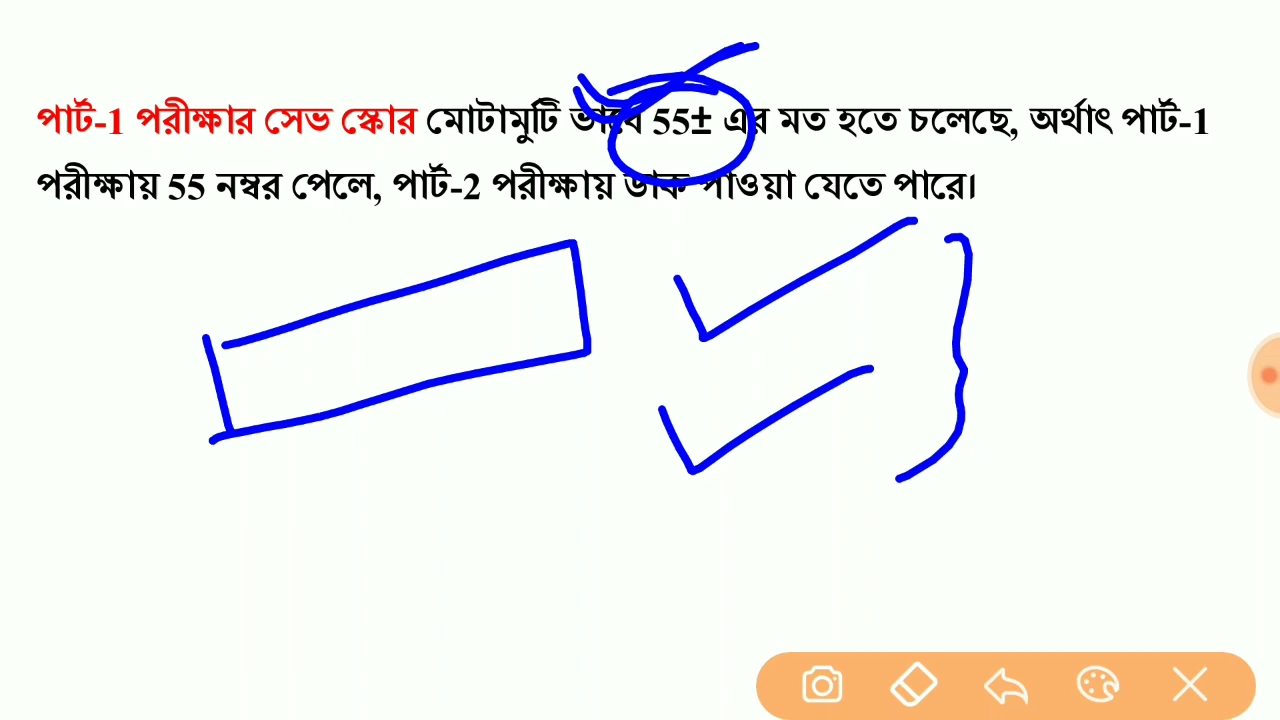 পার্ট-1 পরীক্ষার সেভ স্কোর মোটামুটি ভাবে 55± এর মত হতে চলেছে, অর্থাৎ পার্ট-1
পরীক্ষায় 55 নম্বর পেলে, পার্ট-2 পরীক্ষায় ডাক পাওয়া যেতে পারে।